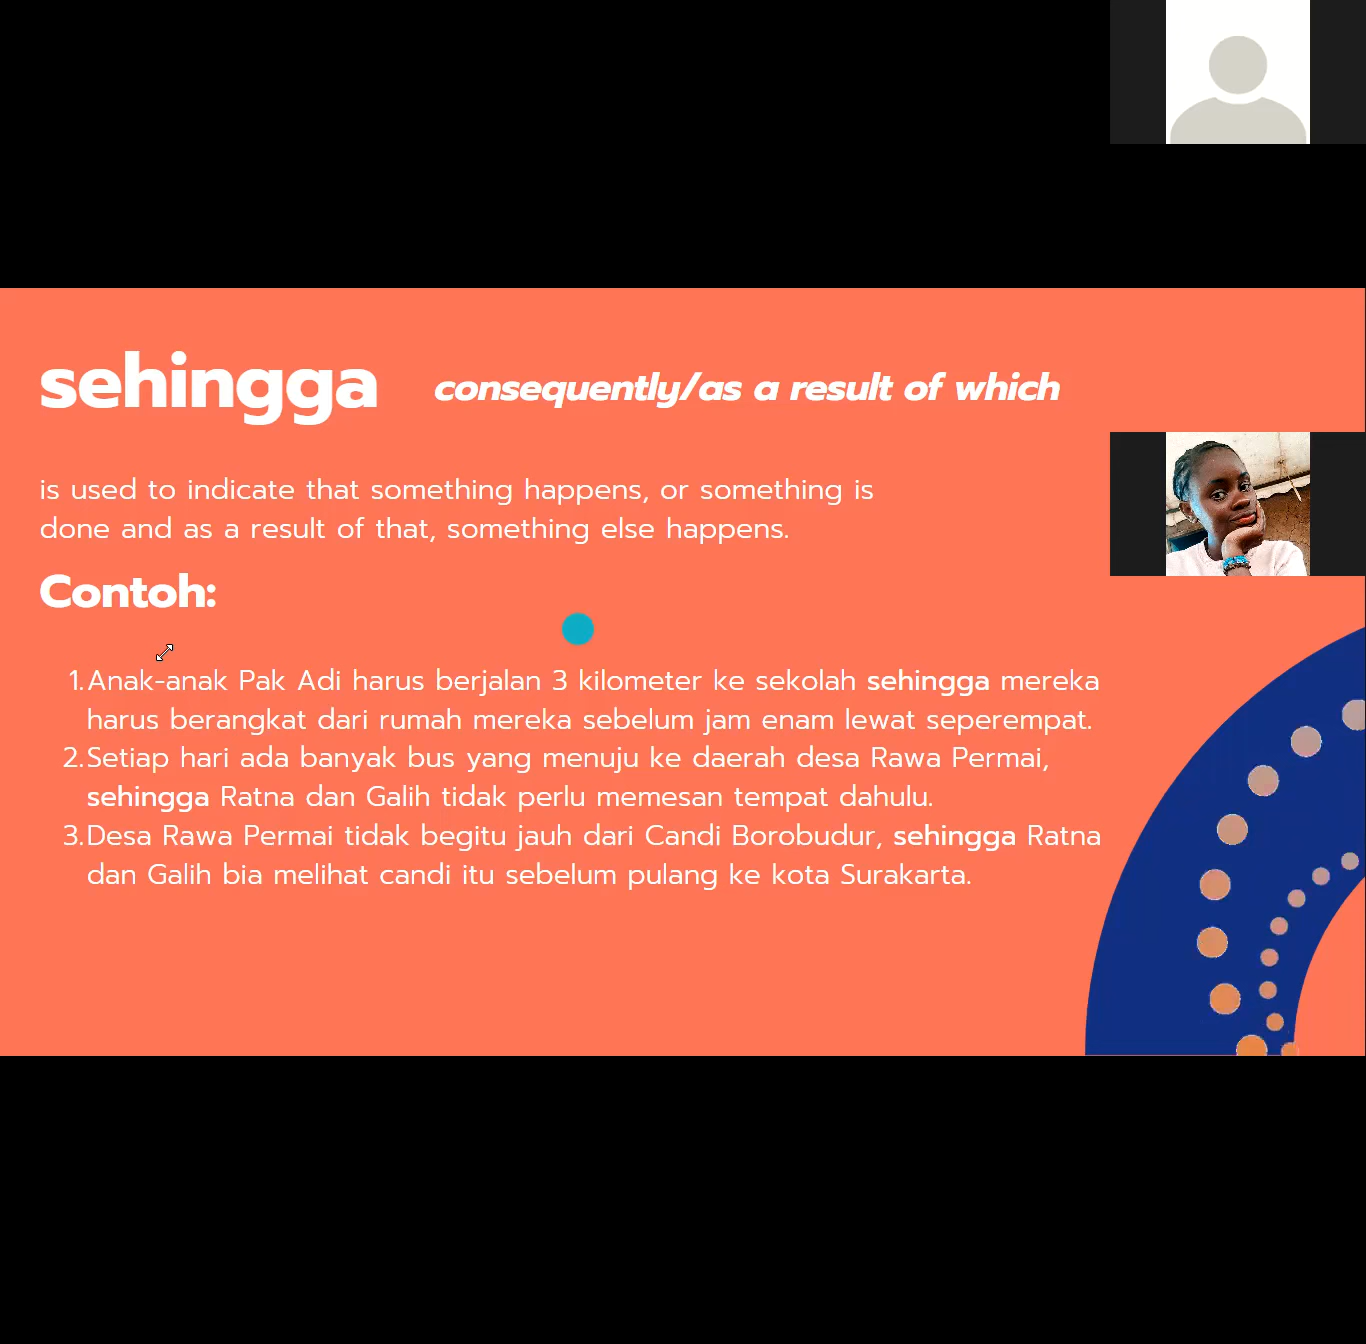 sehingga consequently/as a result of which
is used to indicate that something happens, or something is
done and as a result of that, something else happens.
Contoh:
1. Anak-anak Pak Adi harus berjalan 3 kilometer ke sekolah sehingga mereka
harus berangkat dari rumah mereka sebelum jam enam lewat seperempat.
2. Setiap hari ada banyak bus yang menuju ke daerah desa Rawa Permai,
sehingga Ratna dan Galih tidak perlu memesan tempat dahulu.
3. Desa Rawa Permai tidak begitu jauh dari Candi Borobudur, sehingga Ratna
dan Galih bia melihat candi itu sebelum pulang ke kota Surakarta.